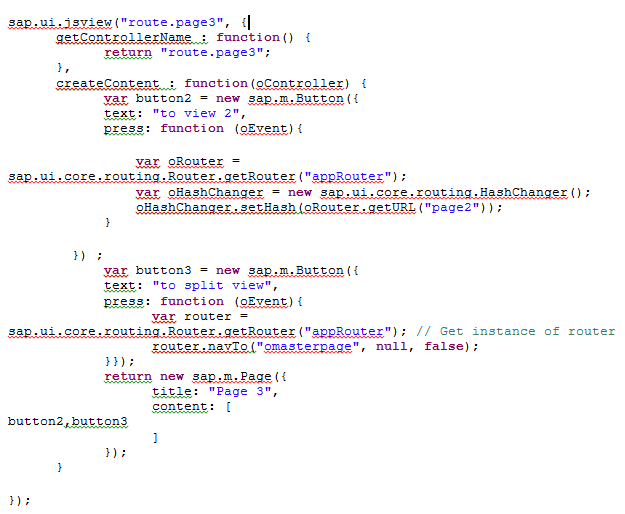 sap.ui.jsview("route.page3", {
getControllerName : function() {
return "route.page3";
},
createContent : function(oController) {
var button2 = new sap.m.Button({
text: "to view 2",
press: function (oEvent){
var oRouter =
sap.ui.core.routing.Router.getRouter("appRouter");
var oHashChanger = new sap.ui.core.routing.HashChanger();
oHashChanger.setHash(oRouter.getURL("page2"));
}
}) ;
var button3 = new sap.m.Button({
text: "to split view",
press: function (oEvent){
var router =
sap.ui.core.routing.Router.getRouter("appRouter"); // Get instance of router
router.navTo("omasterpage", null, false);
}});
return new sap.m.Page({
title: "Page 3",
content: [
button2,button3
]
});
}
});